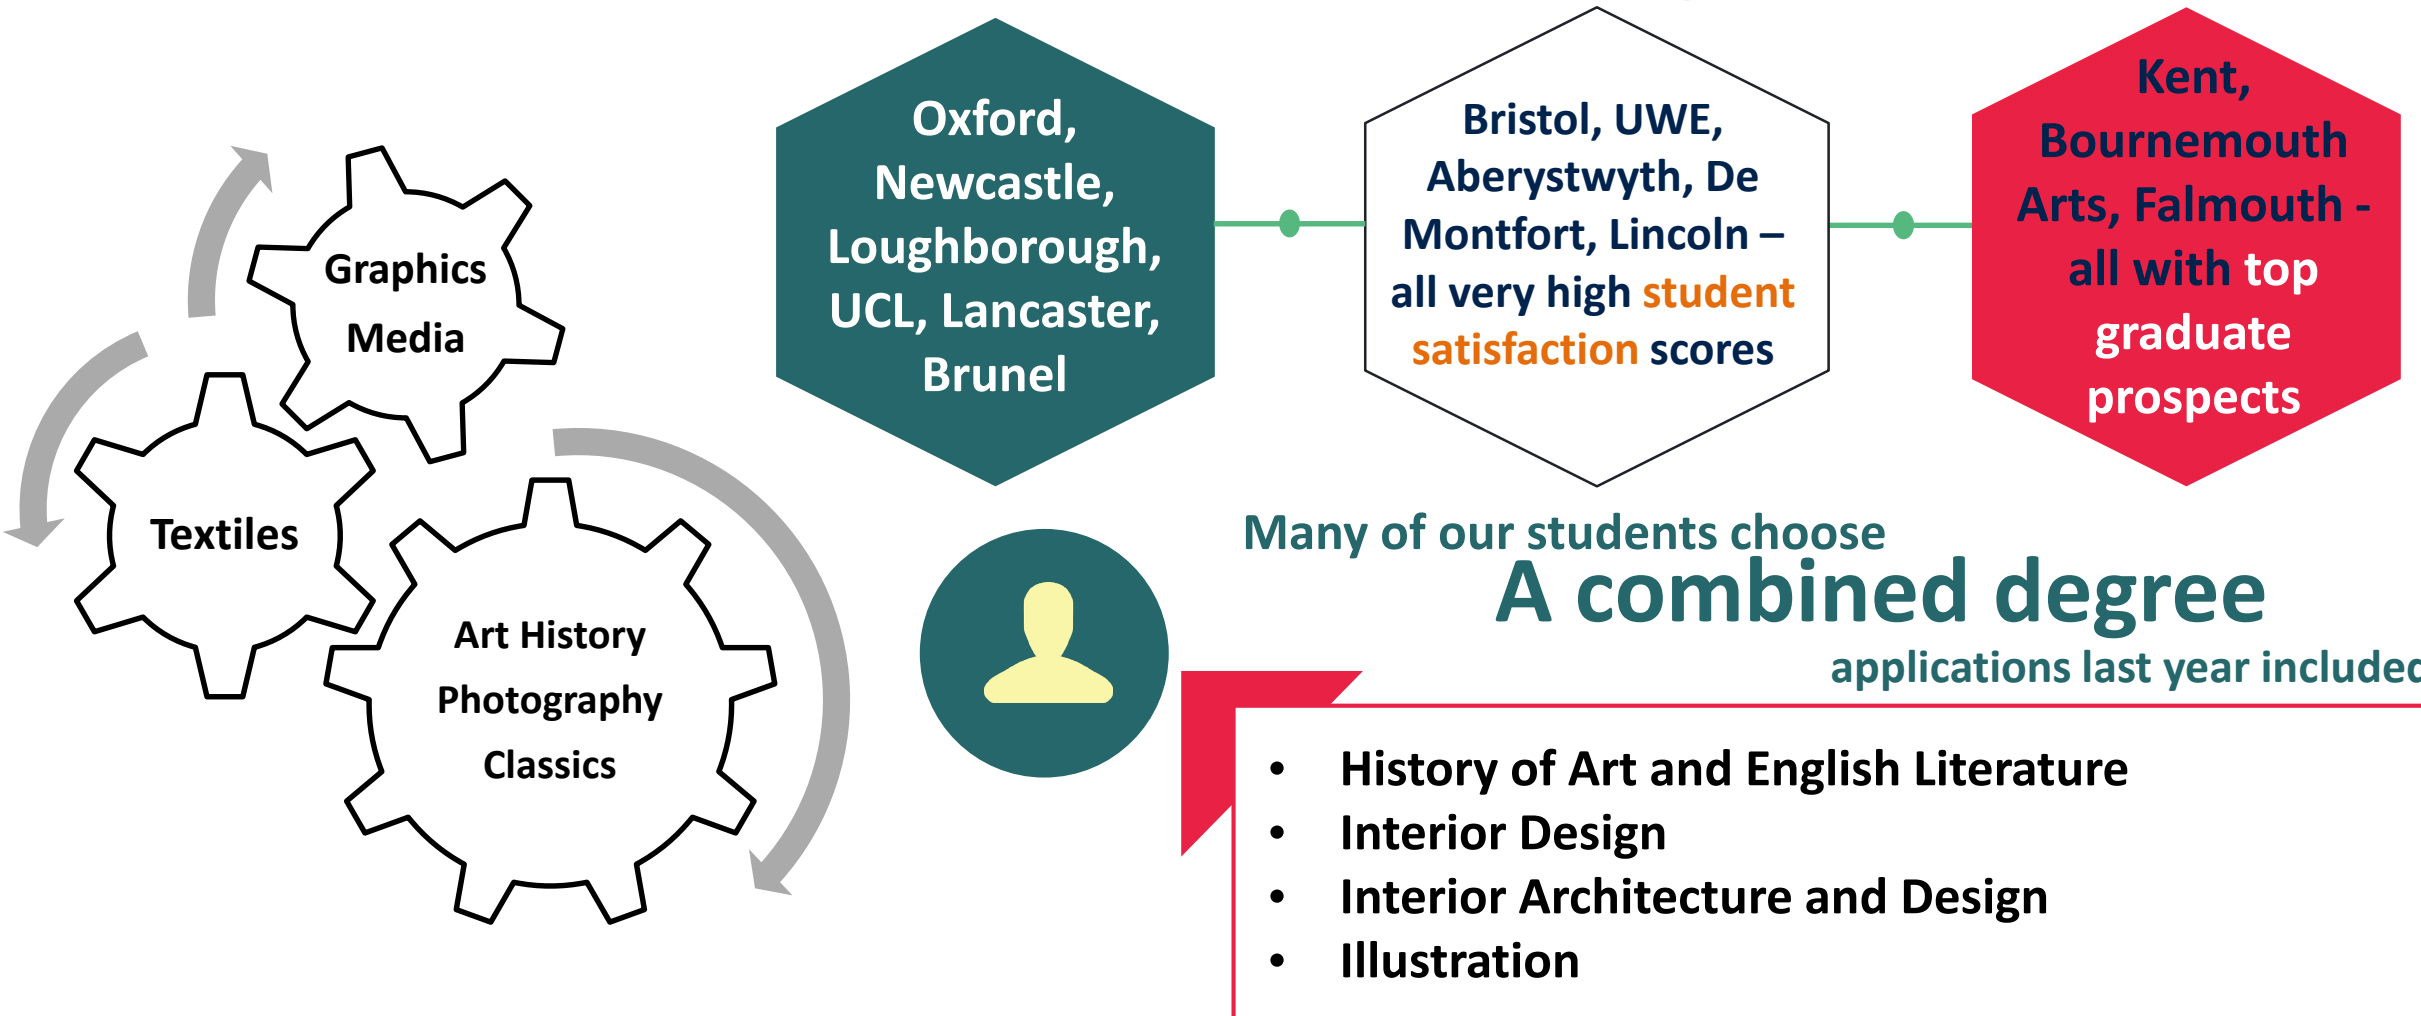 Graphics
Media
Textiles
Art History
Photography
Classics
Oxford,
Newcastle,
Loughborough,
UCL, Lancaster,
Brunel
Bristol, UWE,
Aberystwyth, De
Montfort, Lincoln –
all very high student
satisfaction scores
Kent,
Bournemouth
Arts, Falmouth -
all with top
graduate
prospects
Many of our students choose
A combined degree
applications last year included
• History of Art and English Literature
• Interior Design
• Interior Architecture and Design
• Illustration